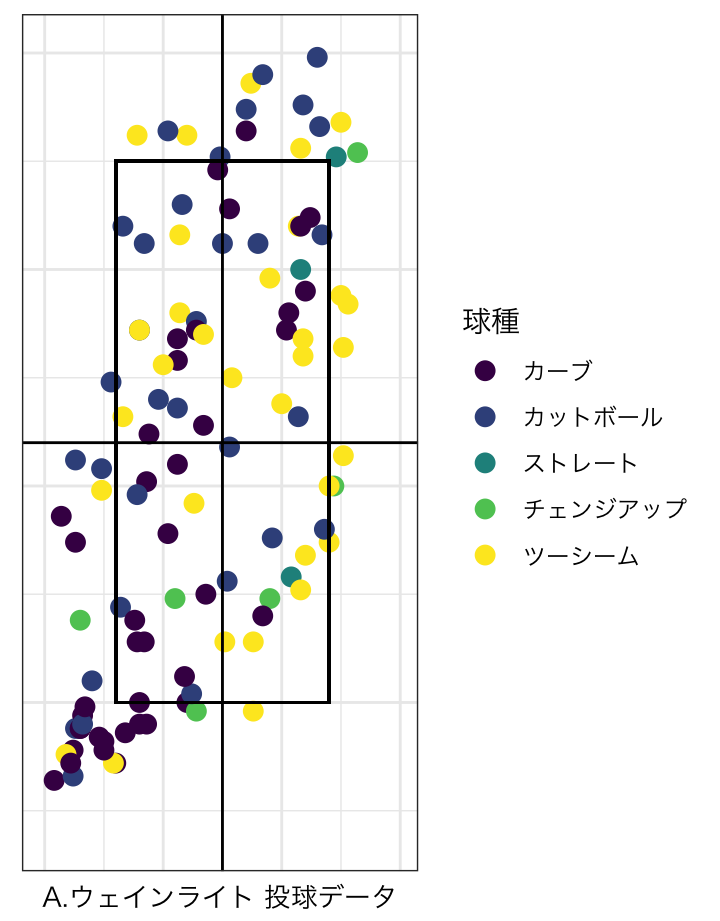 球種
カーブ
カットボール
ストレート
チェンジアップ
ツーシーム
A.ウェインライト 投球データ